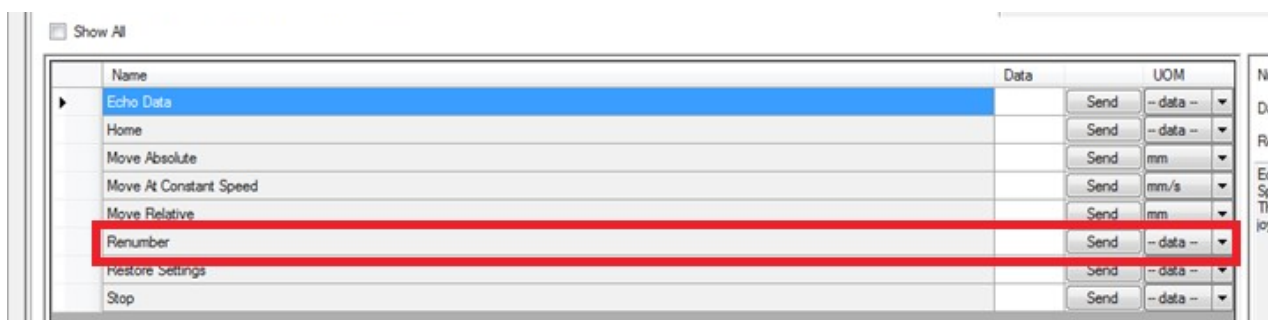 Show All
Name Data UOM
Echo Data Send -- data --
Home Send -- data --
Move Absolute Send mm
Move At Constant Speed Send mm/s
Move Relative Send mm
Renumber Send -- data --
Restore Settings Send -- data --
Stop Send -- data --